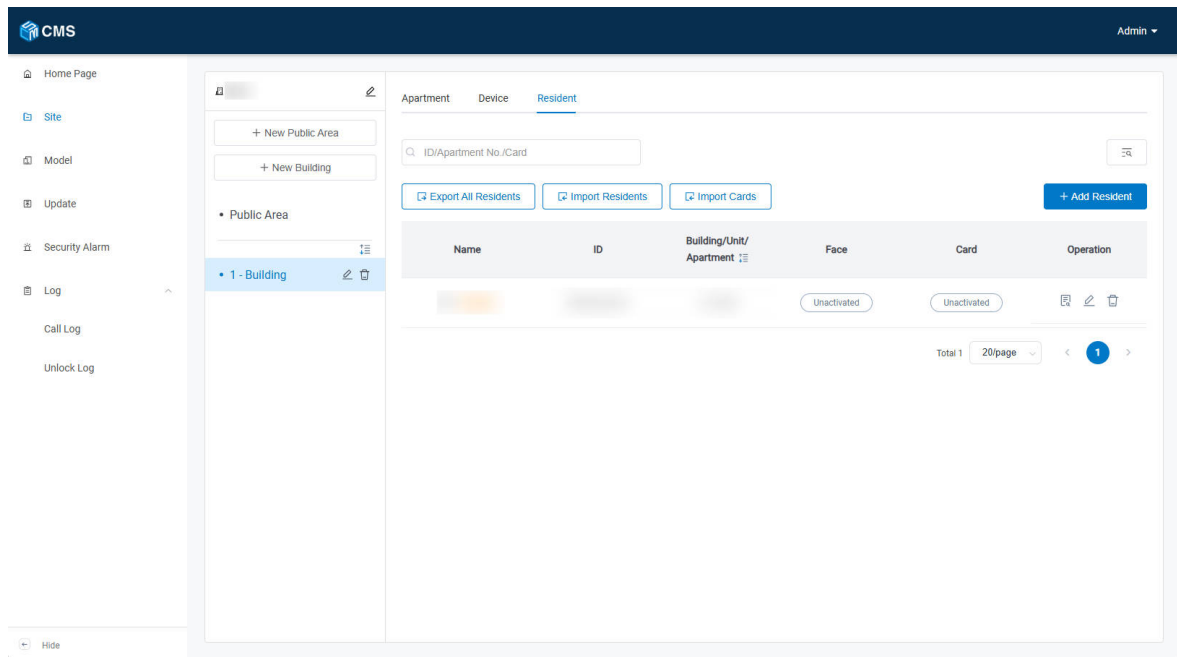 CMS
Admin
Home Page
Site
Model
Update
Security Alarm
Log
Call Log
Unlock Log
Hide
+ New Public Area
+ New Building
• Public Area
• 1 - Building
Apartment Device Resident
ID/Apartment No./Card
Export All Residents Import Residents Import Cards + Add Resident
Name ID Building/Unit/ Face Card Operation
Apartment
Unactivated Unactivated
Total 1 20/page < 1 >